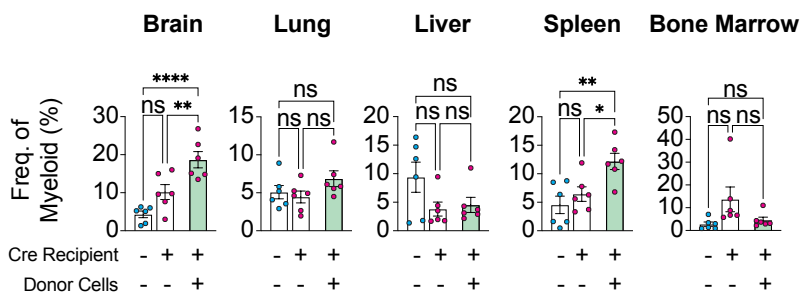 Brain Lung Liver Spleen Bone Marrow
**** ns ns ** ns
ns ** ns ns ns ns ns * ns ns
Freq. of
Myeloid (%)
30 15 20 20 50
20 10 15 15 40
10 5 10 10 30
0 0 5 5 20
0 0 10
0
Cre Recipient - + + - + + - + + - + + - + +
Donor Cells - - + - - + - - + - - + - - +